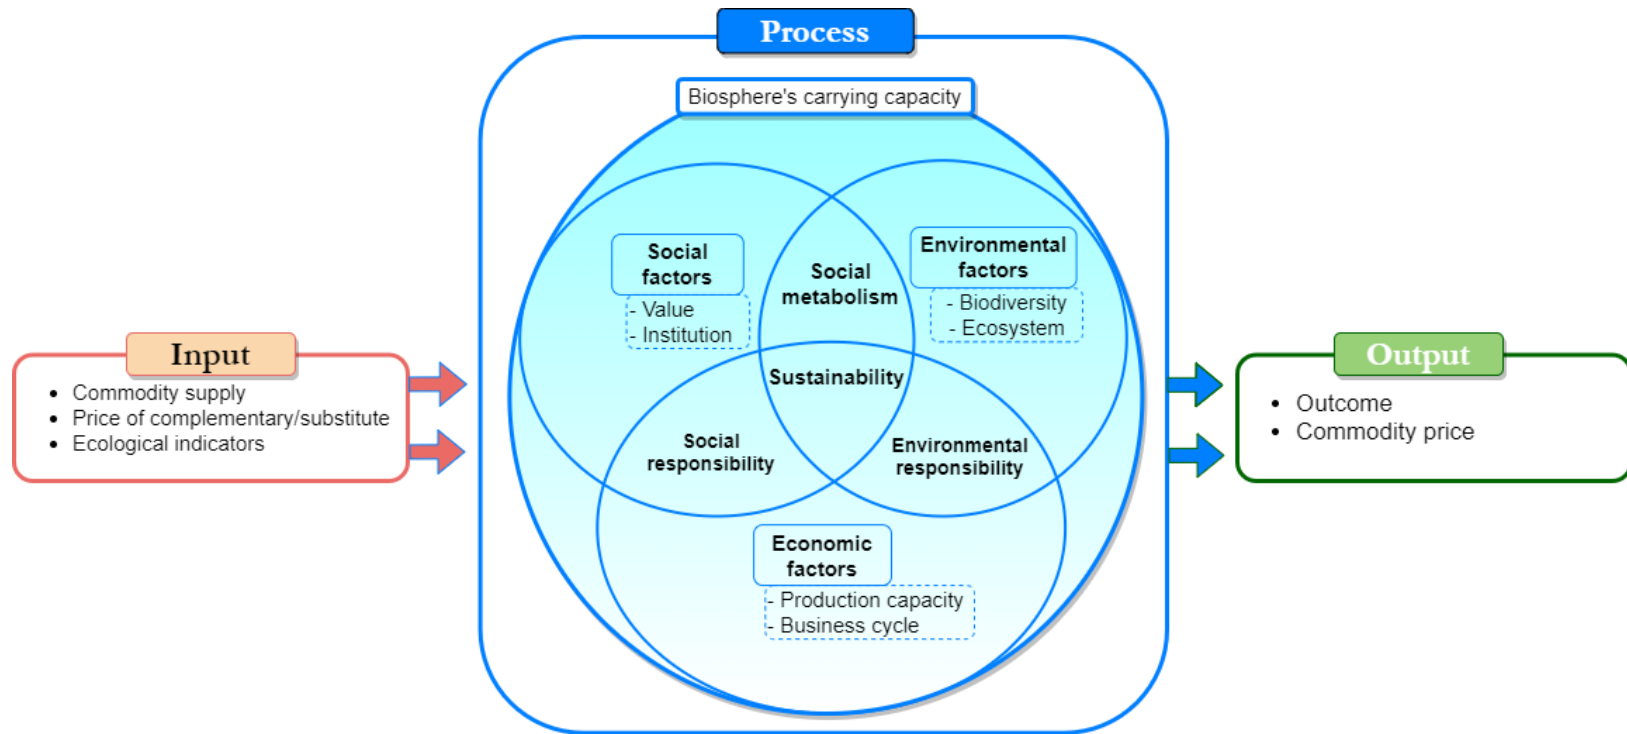 Process
Biosphere's carrying capacity
Social
factors
- Value
- Institution
Social
metabolism
Environmental
factors
- Biodiversity
- Ecosystem
Input
• Commodity supply
• Price of complementary/substitute
• Ecological indicators
Sustainability
Social
responsibility
Environmental
responsibility
Economic
factors
- Production capacity
- Business cycle
Output
• Outcome
• Commodity price